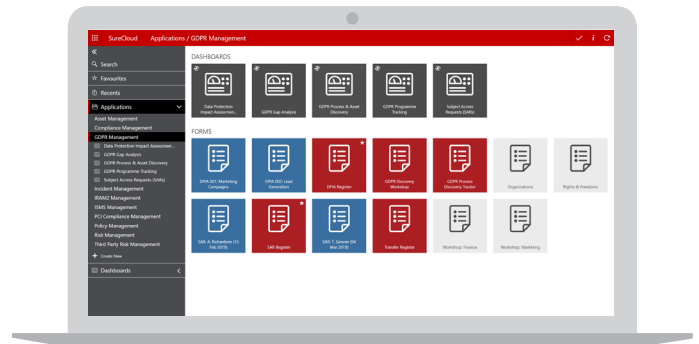 SureCloud Applications / GDPR Management
Search
Favourites
Recents
Applications
Asset Management
Compliance Management
GDPR Management
Data Protection Impact Assessmen...
GDPR Gap Analysis
GDPR Process & Asset Discovery
GDPR Programme Tracking
Subject Access Requests (SARs)
Incident Management
IRAM2 Management
ISMS Management
PCI Compliance Management
Policy Management
Risk Management
Third Party Risk Management
Create New
Dashboards
DASHBOARDS
Data Protection
Impact Assessmen...
GDPR Gap Analysis
GDPR Process & Asset
Discovery
GDPR Programme
Tracking
Subject Access
Requests (SARs)
FORMS
DPIA 001: Marketing
Campaigns
DPIA 002: Lead
Generation
DPIA Register
GDPR Discovery
Workshop
GDPR Process
Discovery Tracker
Organisations
Rights & Freedoms
SAR: A. Richardson (15
Feb 2019)
SAR Register
SAR: T. Gessler (04
Mar 2019)
Transfer Register
Workshop: Finance
Workshop: Marketing